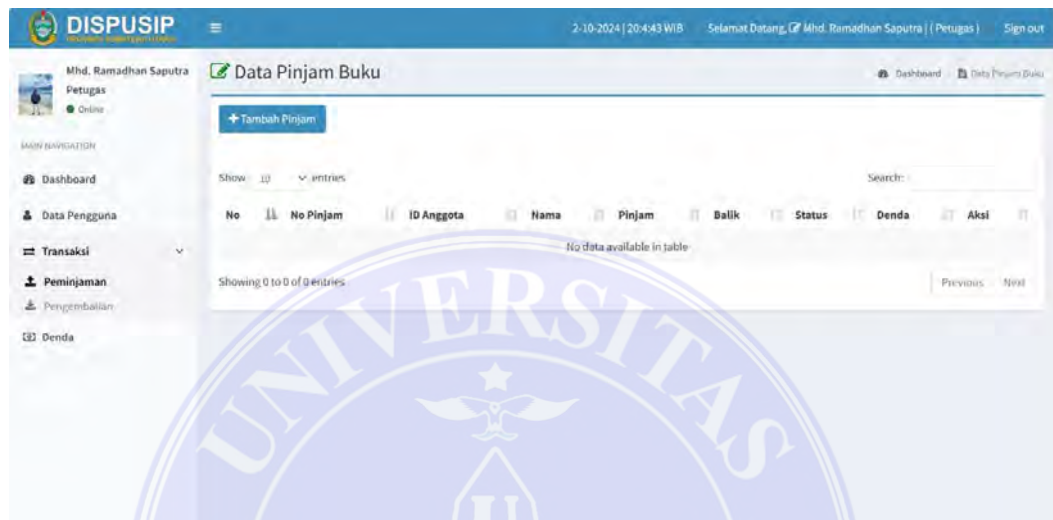 DISPUSIP
2-10-2024 | 20:4:43 WIB Selamat Datang, Mhd. Ramadhan Saputra | ( Petugas ) Sign out
Mhd. Ramadhan Saputra
Petugas
Online
Data Pinjam Buku
Dashboard Data Pinjam Buku
+ Tambah Pinjam
MAIN NAVIGATION
Dashboard
Data Pengguna
Transaksi
Peminjaman
Pengembalian
Denda
Show 10 entries
Search:
No No Pinjam ID Anggota Nama Pinjam Balik Status Denda Aksi
No data available in table
Showing 0 to 0 of 0 entries
Previous Next
UNIVERSITAS
U